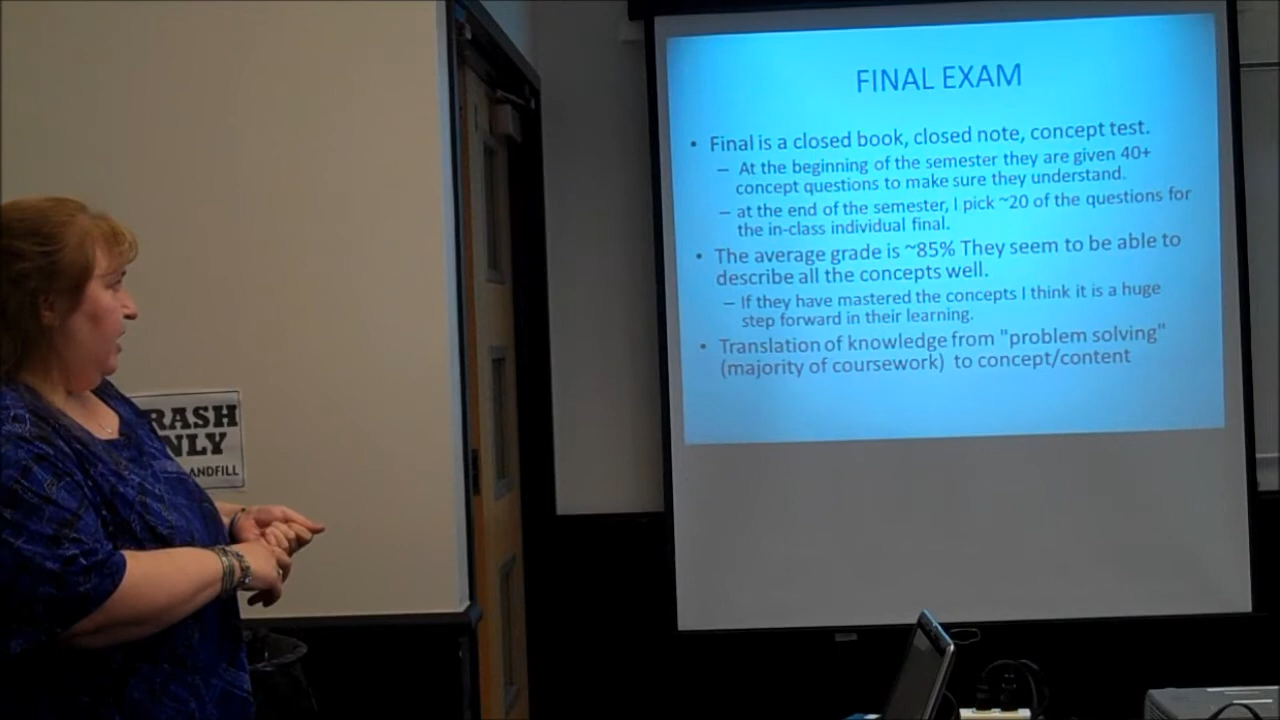 FINAL EXAM
• Final is a closed book, closed note, concept test.
– At the beginning of the semester they are given 40+
concept questions to make sure they understand.
– at the end of the semester, I pick ~20 of the questions for
the in-class individual final.
• The average grade is ~85% They seem to be able to
describe all the concepts well.
– If they have mastered the concepts I think it is a huge
step forward in their learning.
• Translation of knowledge from "problem solving"
(majority of coursework) to concept/content
RASH
NLY
ANDFILL